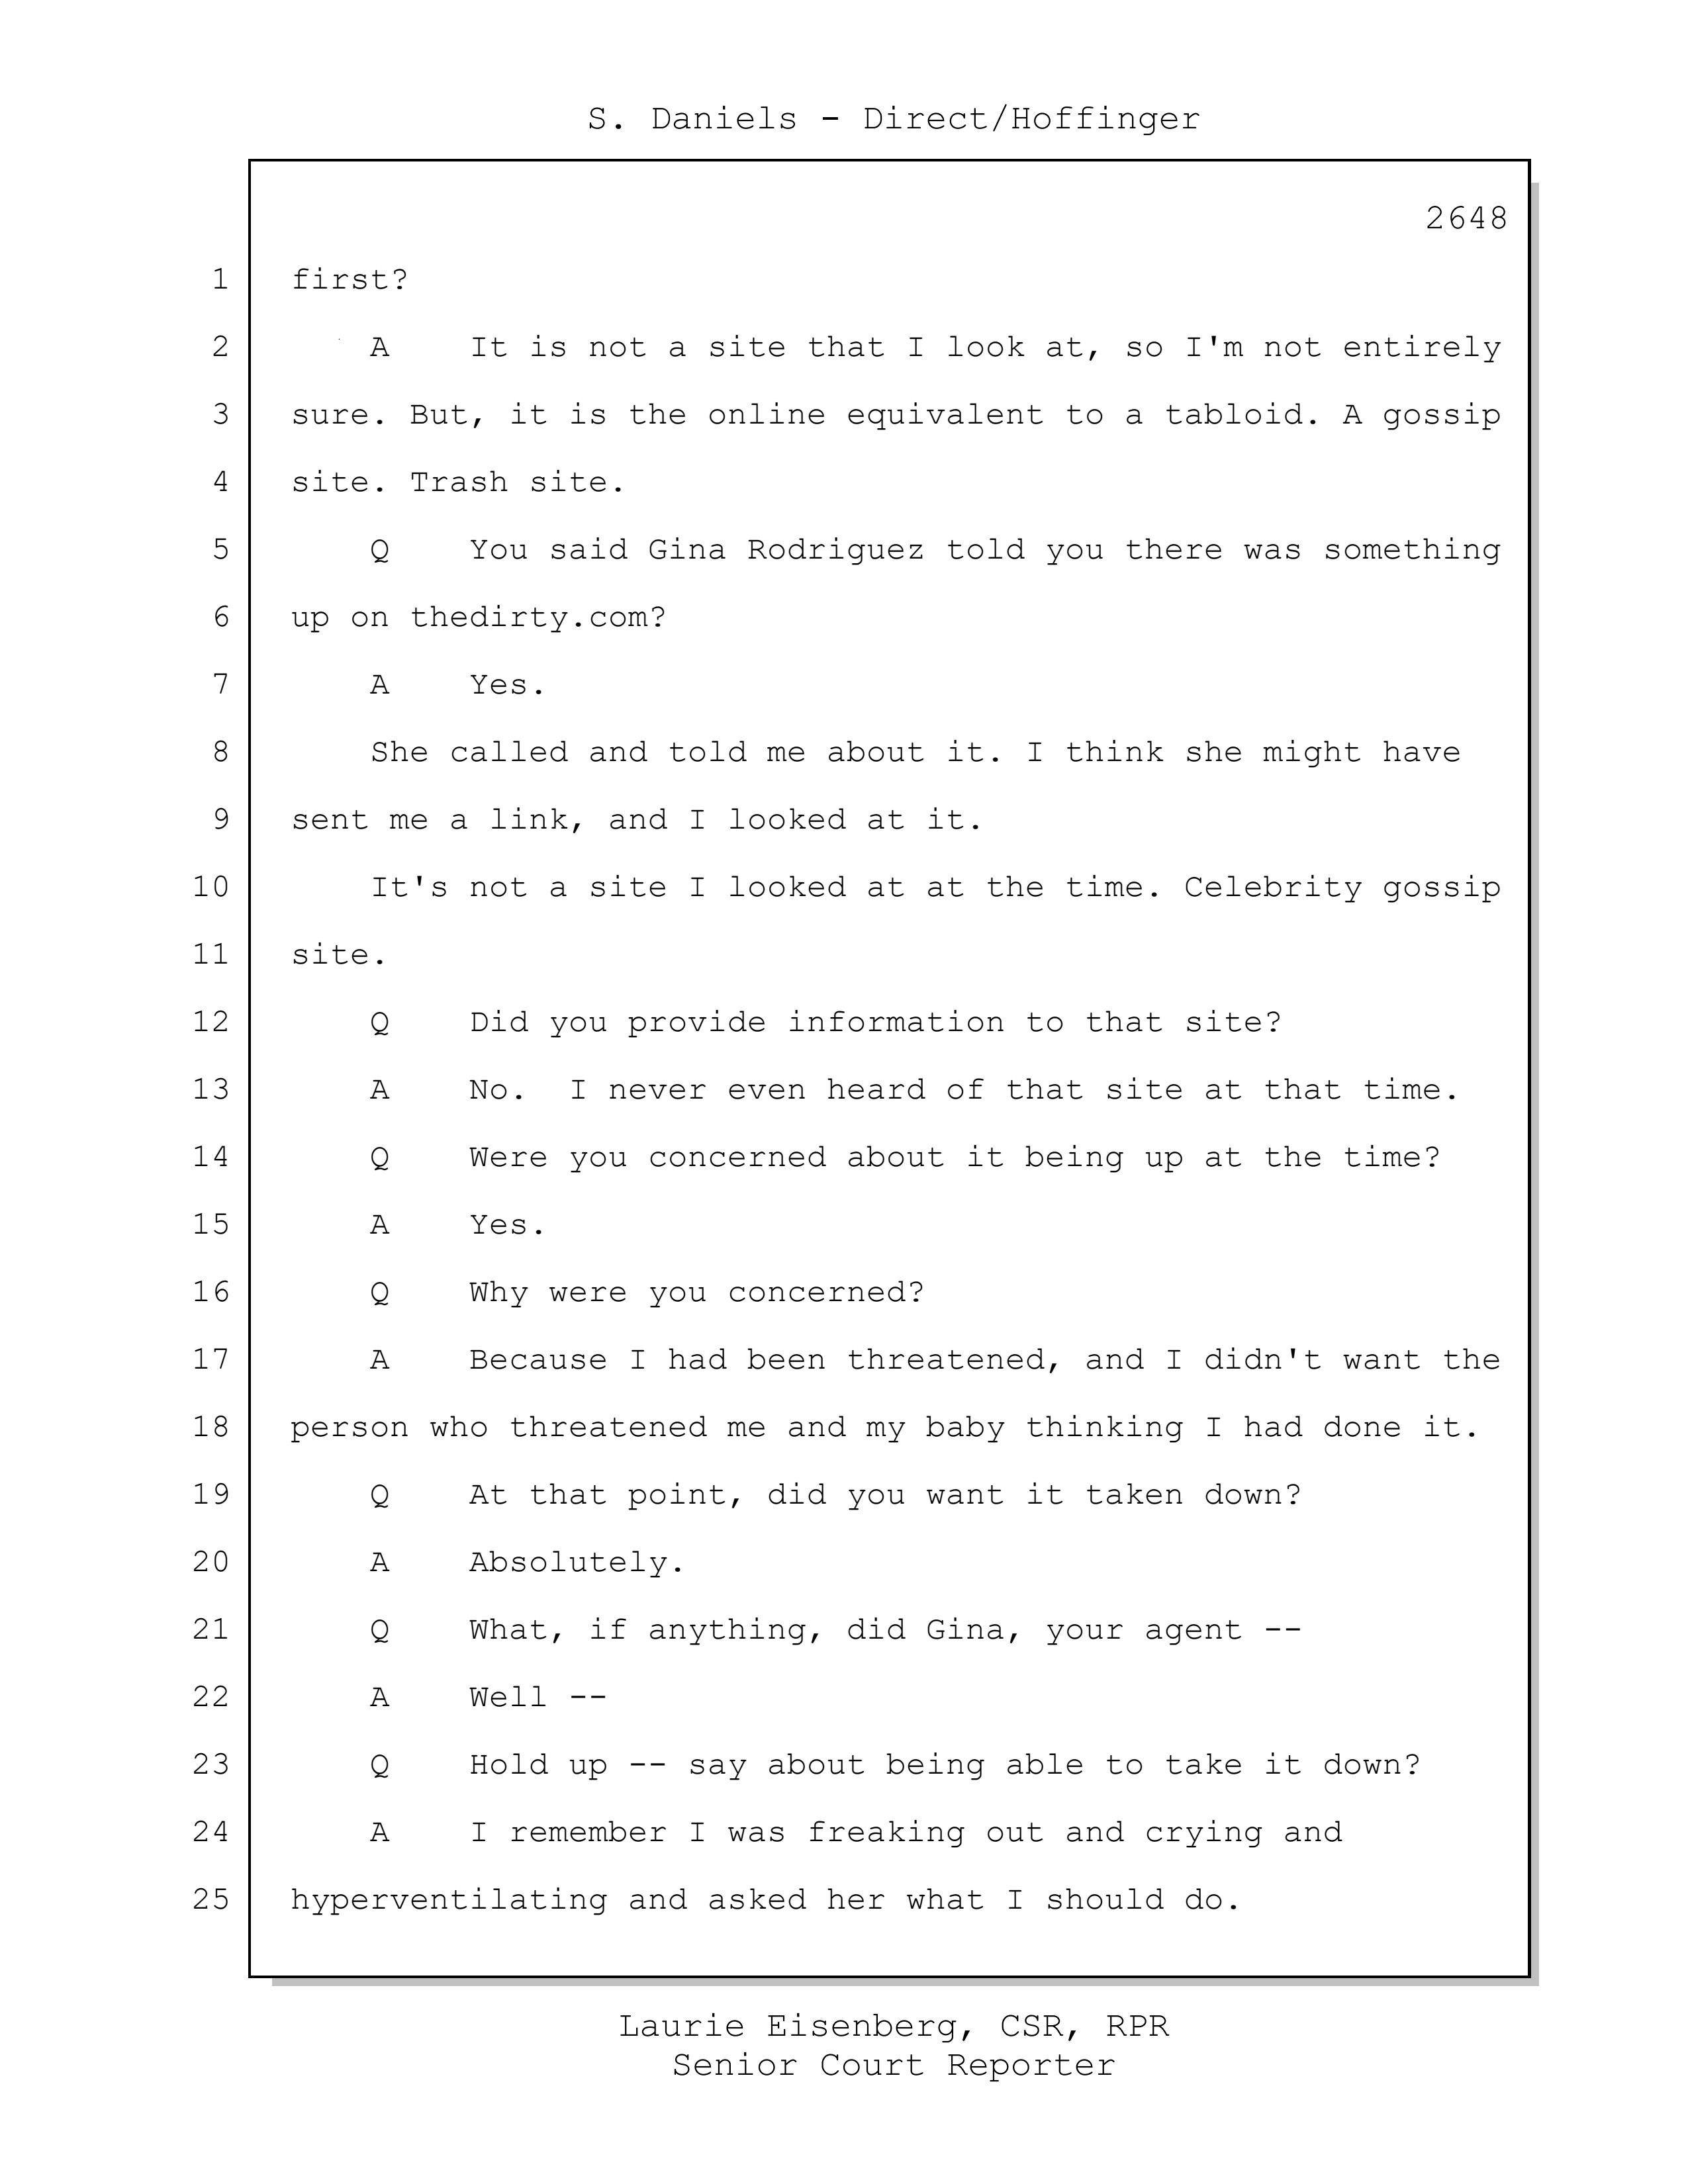 S. Daniels - Direct/Hoffinger
2648
1 first?
2 A It is not a site that I look at, so I'm not entirely
3 sure. But, it is the online equivalent to a tabloid. A gossip
4 site. Trash site.
5 Q You said Gina Rodriguez told you there was something
6 up on thedirty.com?
7 A Yes.
8 She called and told me about it. I think she might have
9 sent me a link, and I looked at it.
10 It's not a site I looked at at the time. Celebrity gossip
11 site.
12 Q Did you provide information to that site?
13 A No.  I never even heard of that site at that time.
14 Q Were you concerned about it being up at the time?
15 A Yes.
16 Q Why were you concerned?
17 A Because I had been threatened, and I didn't want the
18 person who threatened me and my baby thinking I had done it.
19 Q At that point, did you want it taken down?
20 A Absolutely.
21 Q What, if anything, did Gina, your agent --
22 A Well --
23 Q Hold up -- say about being able to take it down?
24 A I remember I was freaking out and crying and
25 hyperventilating and asked her what I should do.
Laurie Eisenberg, CSR, RPR
Senior Court Reporter